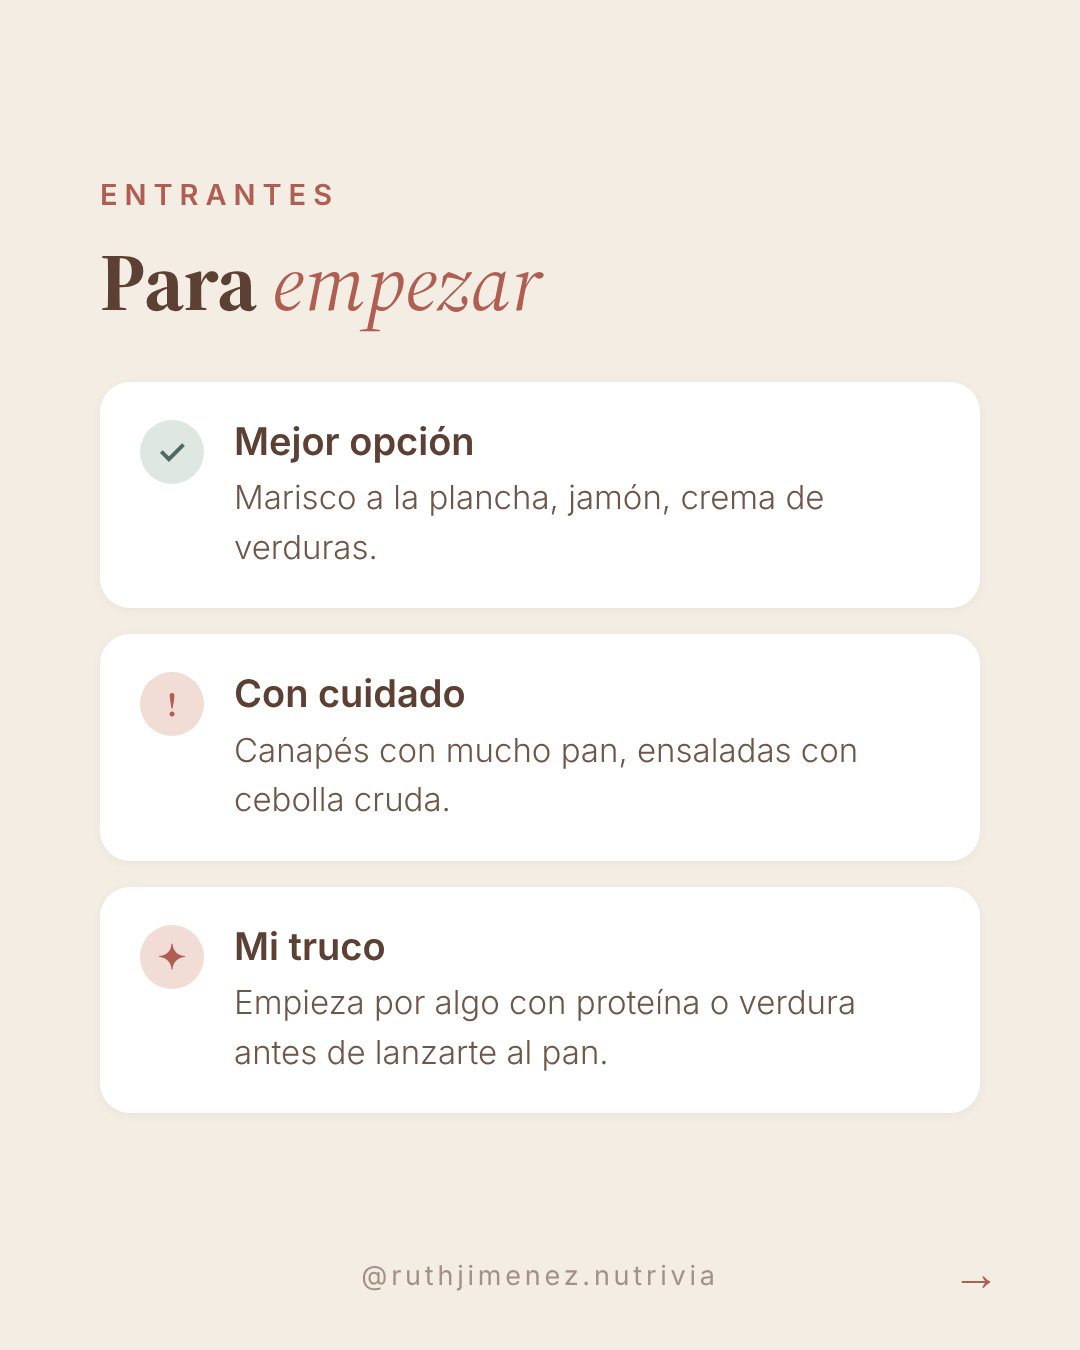 ENTRANTES
Para empezar
Mejor opción
Marisco a la plancha, jamón, crema de
verduras.
!
Con cuidado
Canapés con mucho pan, ensaladas con
cebolla cruda.
Mi truco
Empieza por algo con proteína o verdura
antes de lanzarte al pan.
@ruthjimenez.nutrivia →